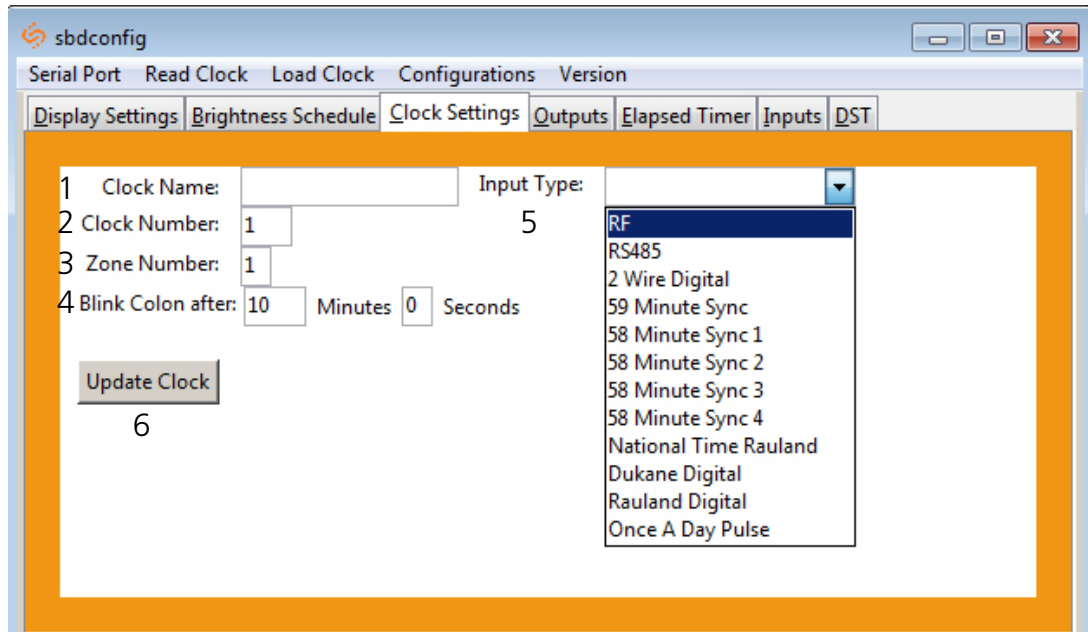 sbdconfig
Serial Port Read Clock Load Clock Configurations Version
Display Settings Brightness Schedule Clock Settings Outputs Elapsed Timer Inputs DST
1 Clock Name: Input Type:
2 Clock Number: 1 5 RF
RS485
3 Zone Number: 1 2 Wire Digital
4 Blink Colon after: 10 Minutes 0 Seconds 59 Minute Sync
58 Minute Sync 1
58 Minute Sync 2
Update Clock 58 Minute Sync 3
6 58 Minute Sync 4
National Time Rauland
Dukane Digital
Rauland Digital
Once A Day Pulse